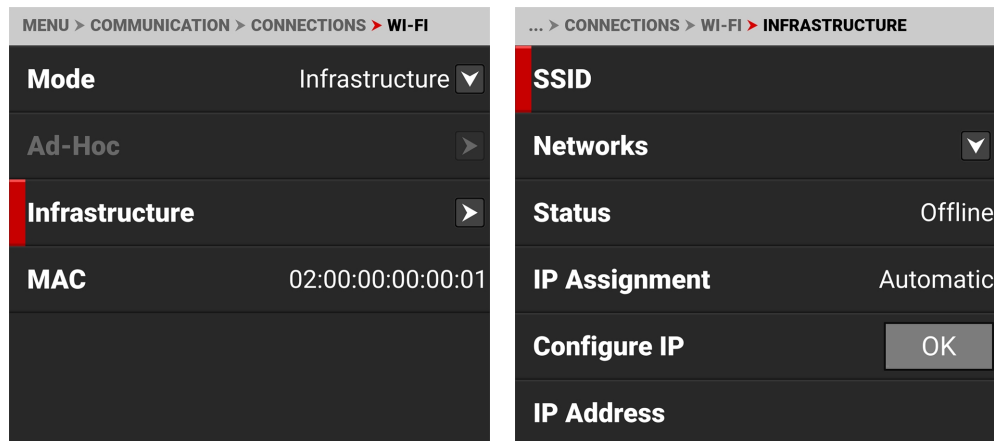 MENU > COMMUNICATION > CONNECTIONS > WI-FI
Mode Infrastructure
Ad-Hoc
Infrastructure
MAC 02:00:00:00:00:01
... > CONNECTIONS > WI-FI > INFRASTRUCTURE
SSID
Networks
Status Offline
IP Assignment Automatic
Configure IP OK
IP Address